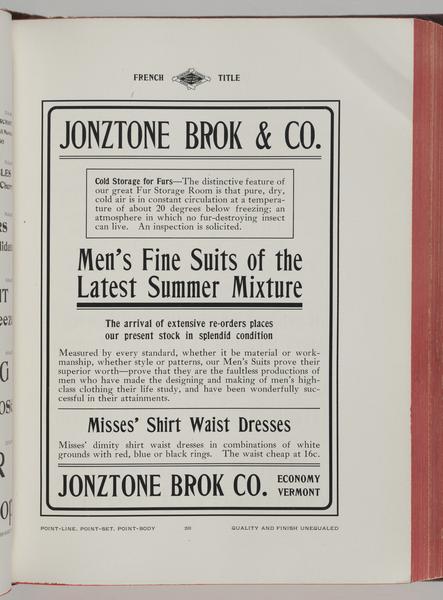 FRENCH TITLE
JONZTONE BROK & CO.
Cold Storage for Furs—The distinctive feature of
our great Fur Storage Room is that pure, dry,
cold air is in constant circulation at a tempera-
ture of about 20 degrees below freezing; an
atmosphere in which no fur-destroying insect
can live. An inspection is solicited.
Men's Fine Suits of the
Latest Summer Mixture
The arrival of extensive re-orders places
our present stock in splendid condition
Measured by every standard, whether it be material or work-
manship, whether style or patterns, our Men's Suits prove their
superior worth—prove that they are the faultless productions of
men who have made the designing and making of men's high-
class clothing their life study, and have been wonderfully suc-
cessful in their attainments.
Misses' Shirt Waist Dresses
Misses' dimity shirt waist dresses in combinations of white
grounds with red, blue or black rings. The waist cheap at 16c.
JONZTONE BROK CO. ECONOMY
VERMONT
POINT-LINE, POINT-SET, POINT-BODY
QUALITY AND FINISH UNEQUALED